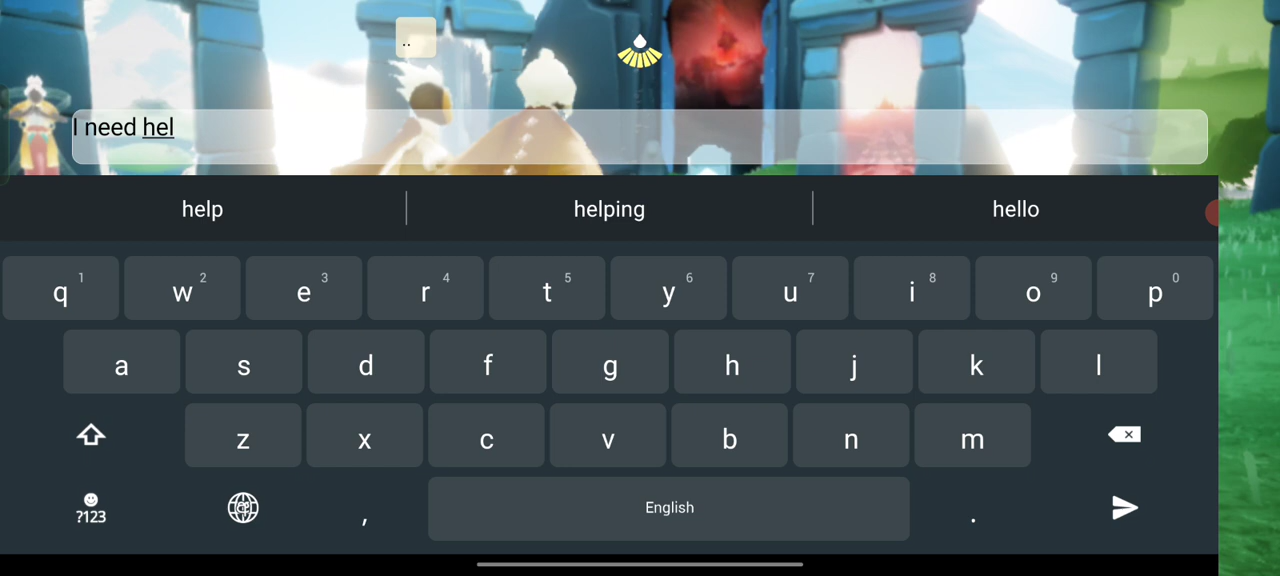 ..
I need hel
help helping hello
q 1 w 2 e 3 r 4 t 5 y 6 u 7 i 8 o 9 p 0
a s d f g h j k l
z x c v b n m
?123 , English .